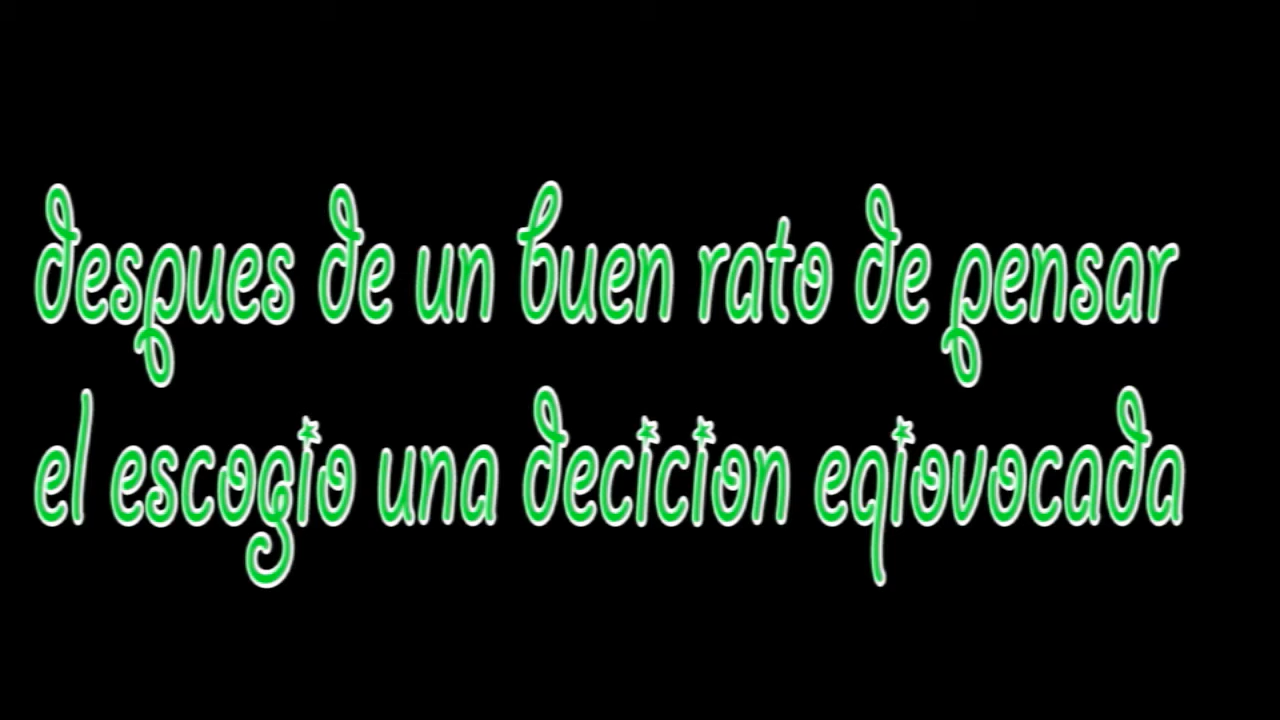 despues de un buen rato de pensar
el escogio una decicion eqiovocada